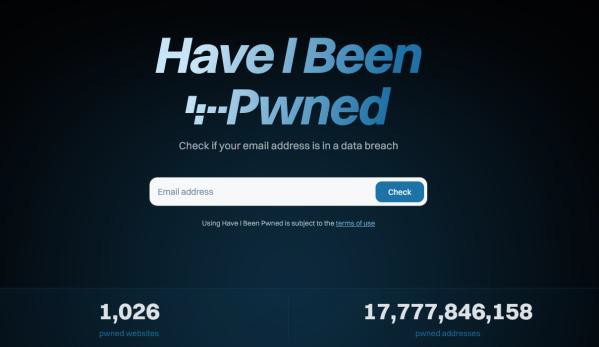 Have I Been
Pwned
Check if your email address is in a data breach
Email address
Check
Using Have I Been Pwned is subject to the terms of use
1,026
pwned websites
17,777,846,158
pwned addresses